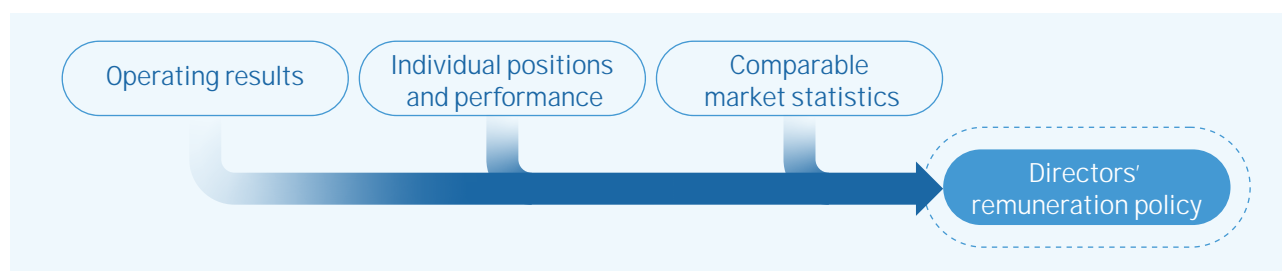 Operating results
Individual positions
and performance
Comparable
market statistics
Directors'
remuneration policy